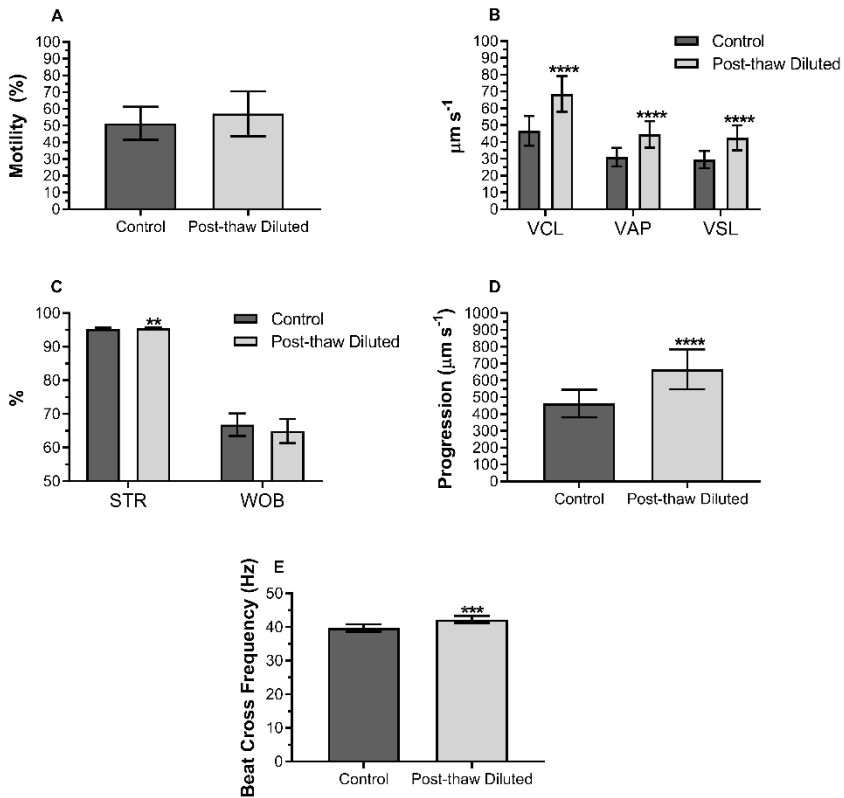 A
Motility (%)
100
90
80
70
60
50
40
30
20
10
0
Control
Post-thaw Diluted
B
µm s⁻¹
100
90
80
70
60
50
40
30
20
10
0
Control
Post-thaw Diluted
****
****
****
VCL
VAP
VSL
C
%
100
90
80
70
60
50
Control
Post-thaw Diluted
**
STR
WOB
D
Progression (µm s⁻¹)
1000
900
800
700
600
500
400
300
200
100
0
****
Control
Post-thaw Diluted
E
Beat Cross Frequency (Hz)
50
40
30
20
10
0
***
Control
Post-thaw Diluted